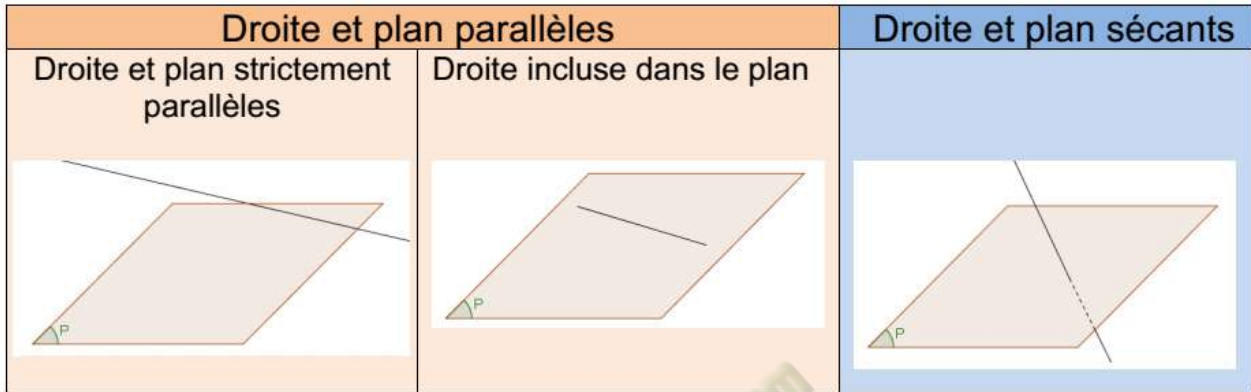 Droite et plan parallèles
Droite et plan sécants
Droite et plan strictement
parallèles
Droite incluse dans le plan
P
P
P